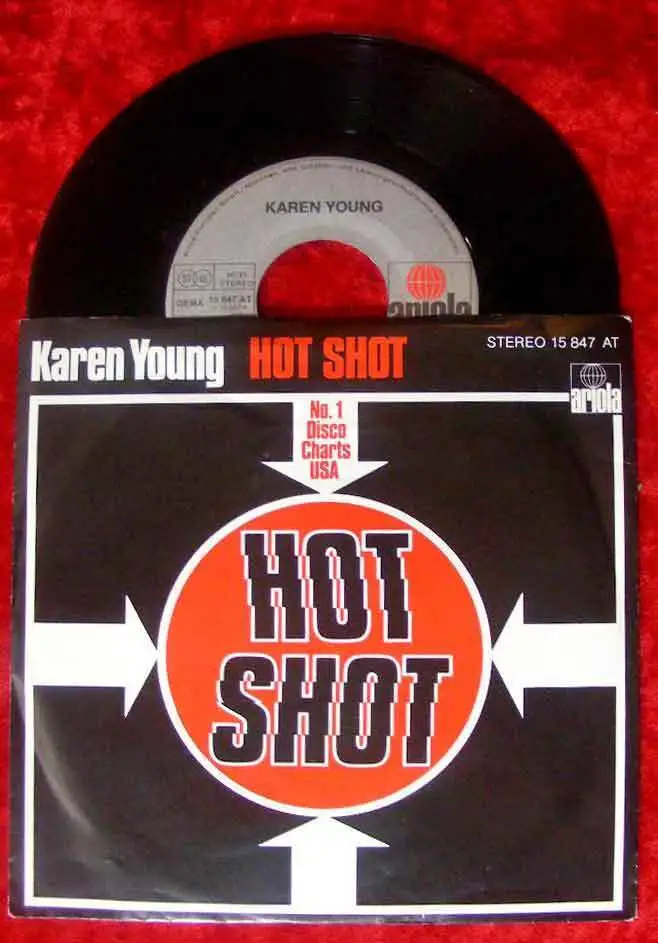 KAREN YOUNG
STEREO
GEMA 15 847 AT
ariola
Karen Young HOT SHOT
STEREO 15 847 AT
ariola
No. 1
Disco
Charts
USA
HOT
SHOT